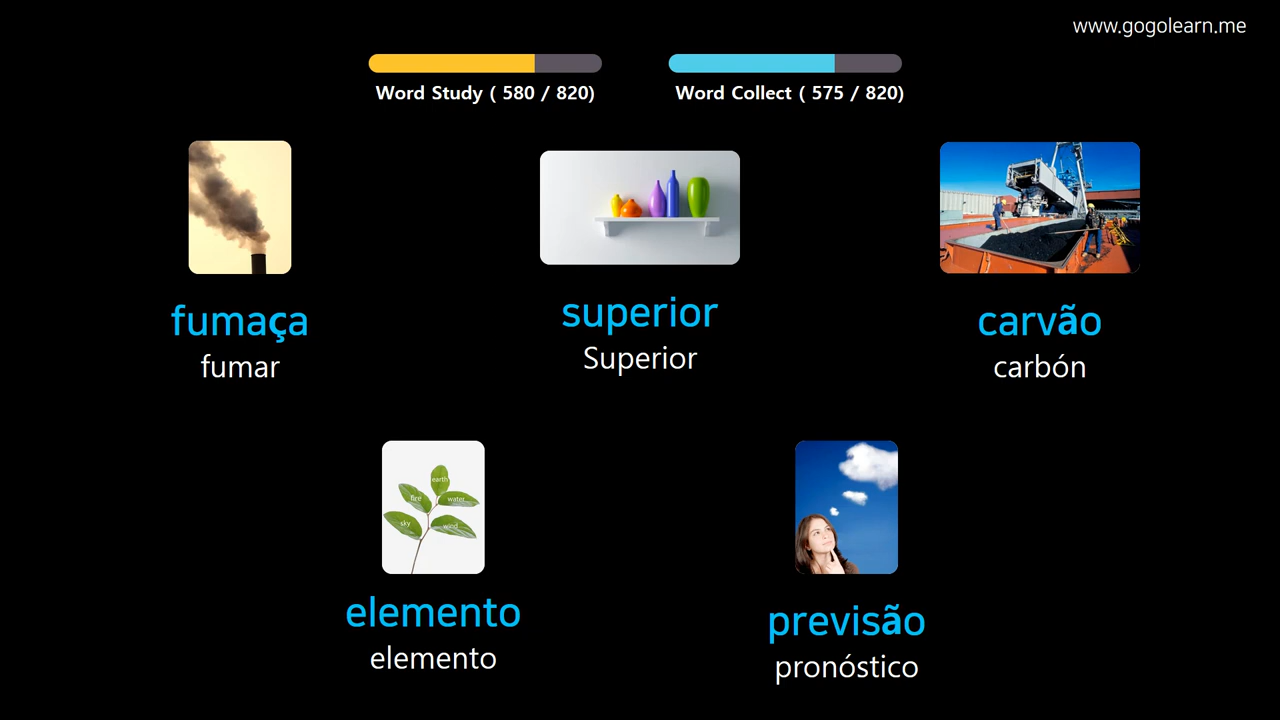 www.gogolearn.me
Word Study ( 580 / 820)
Word Collect ( 575 / 820)
fumaça
fumar
superior
Superior
carvão
carbón
earth
fire
water
sky
wind
elemento
elemento
previsão
pronóstico